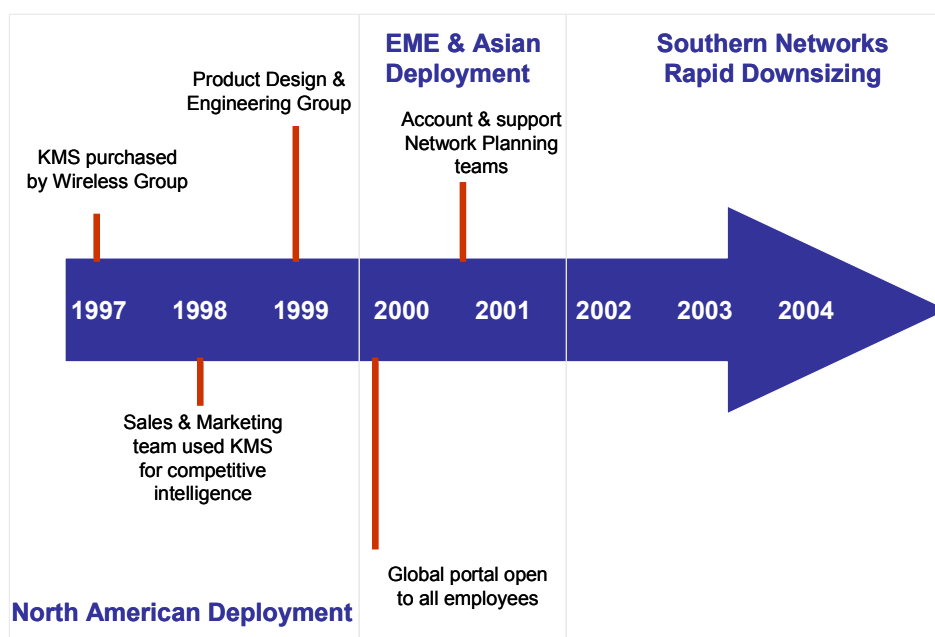 EME & Asian
Deployment
Southern Networks
Rapid Downsizing
Product Design &
Engineering Group
Account & support
Network Planning
teams
KMS purchased
by Wireless Group
1997 1998 1999 2000 2001 2002 2003 2004
Sales & Marketing
team used KMS
for competitive
intelligence
Global portal open
to all employees
North American Deployment